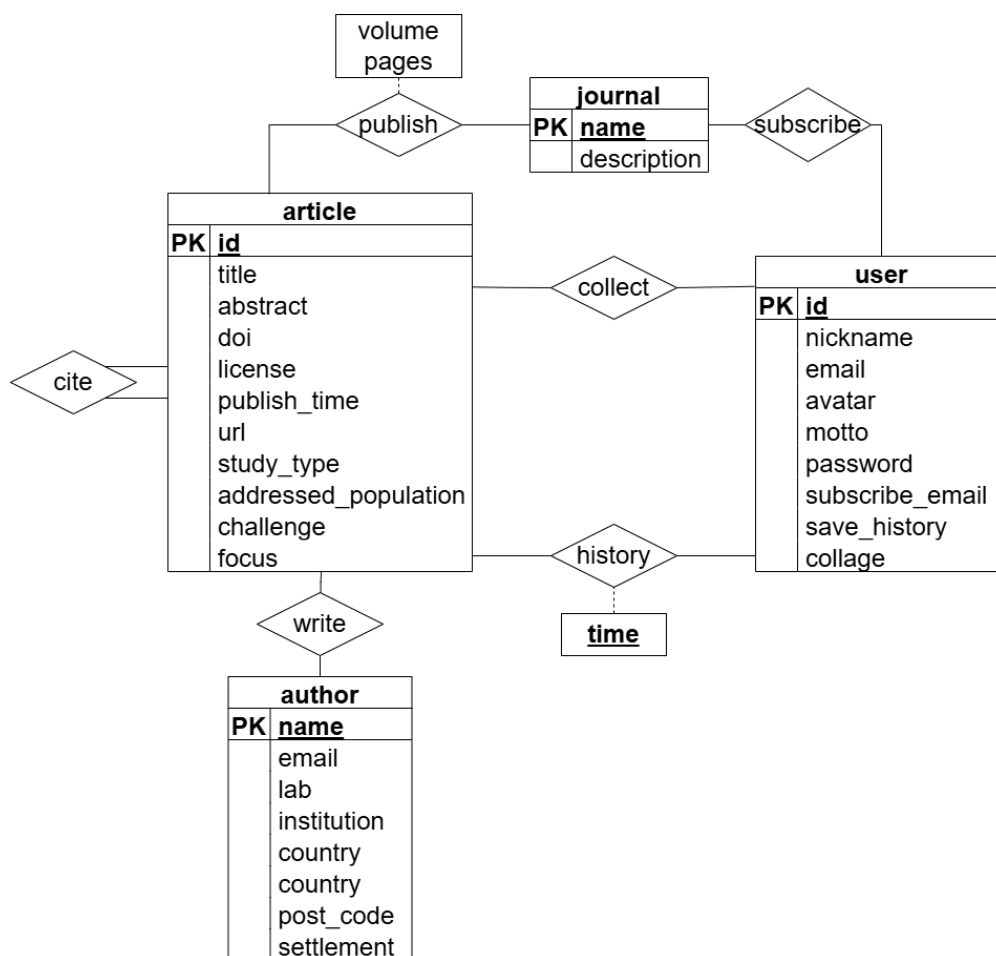 volume
pages
publish
journal
PK name
description
subscribe
article
PK id
title
abstract
doi
license
publish_time
url
study_type
addressed_population
challenge
focus
cite
collect
user
PK id
nickname
email
avatar
motto
password
subscribe_email
save_history
collage
history
time
write
author
PK name
email
lab
institution
country
country
post_code
settlement